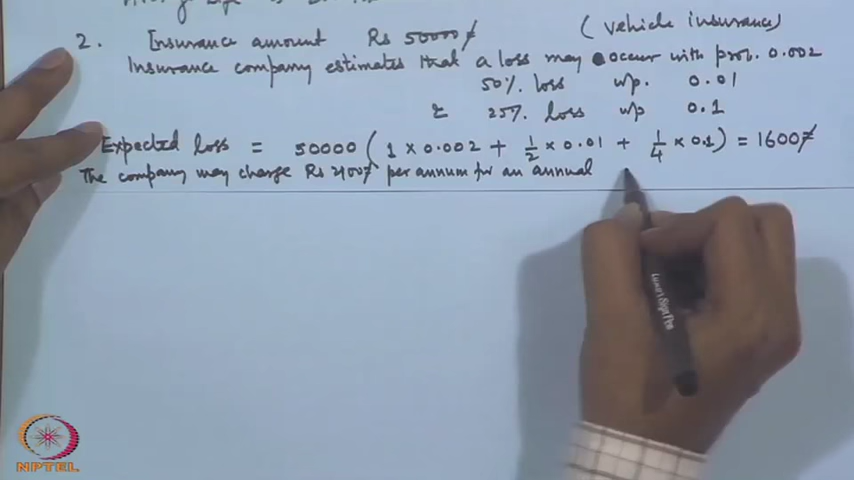 2. Insurance amount Rs 50000/- (vehicle insurance)
Insurance company estimates that a loss may occur with prob. 0.002
50% loss w/p. 0.01
& 25% loss w/p 0.1
Expected loss = 50000 ( 1 × 0.002 + 1/2 × 0.01 + 1/4 × 0.1 ) = 1600/-
The company may charge Rs 2100/- per annum for an annual
NPTEL